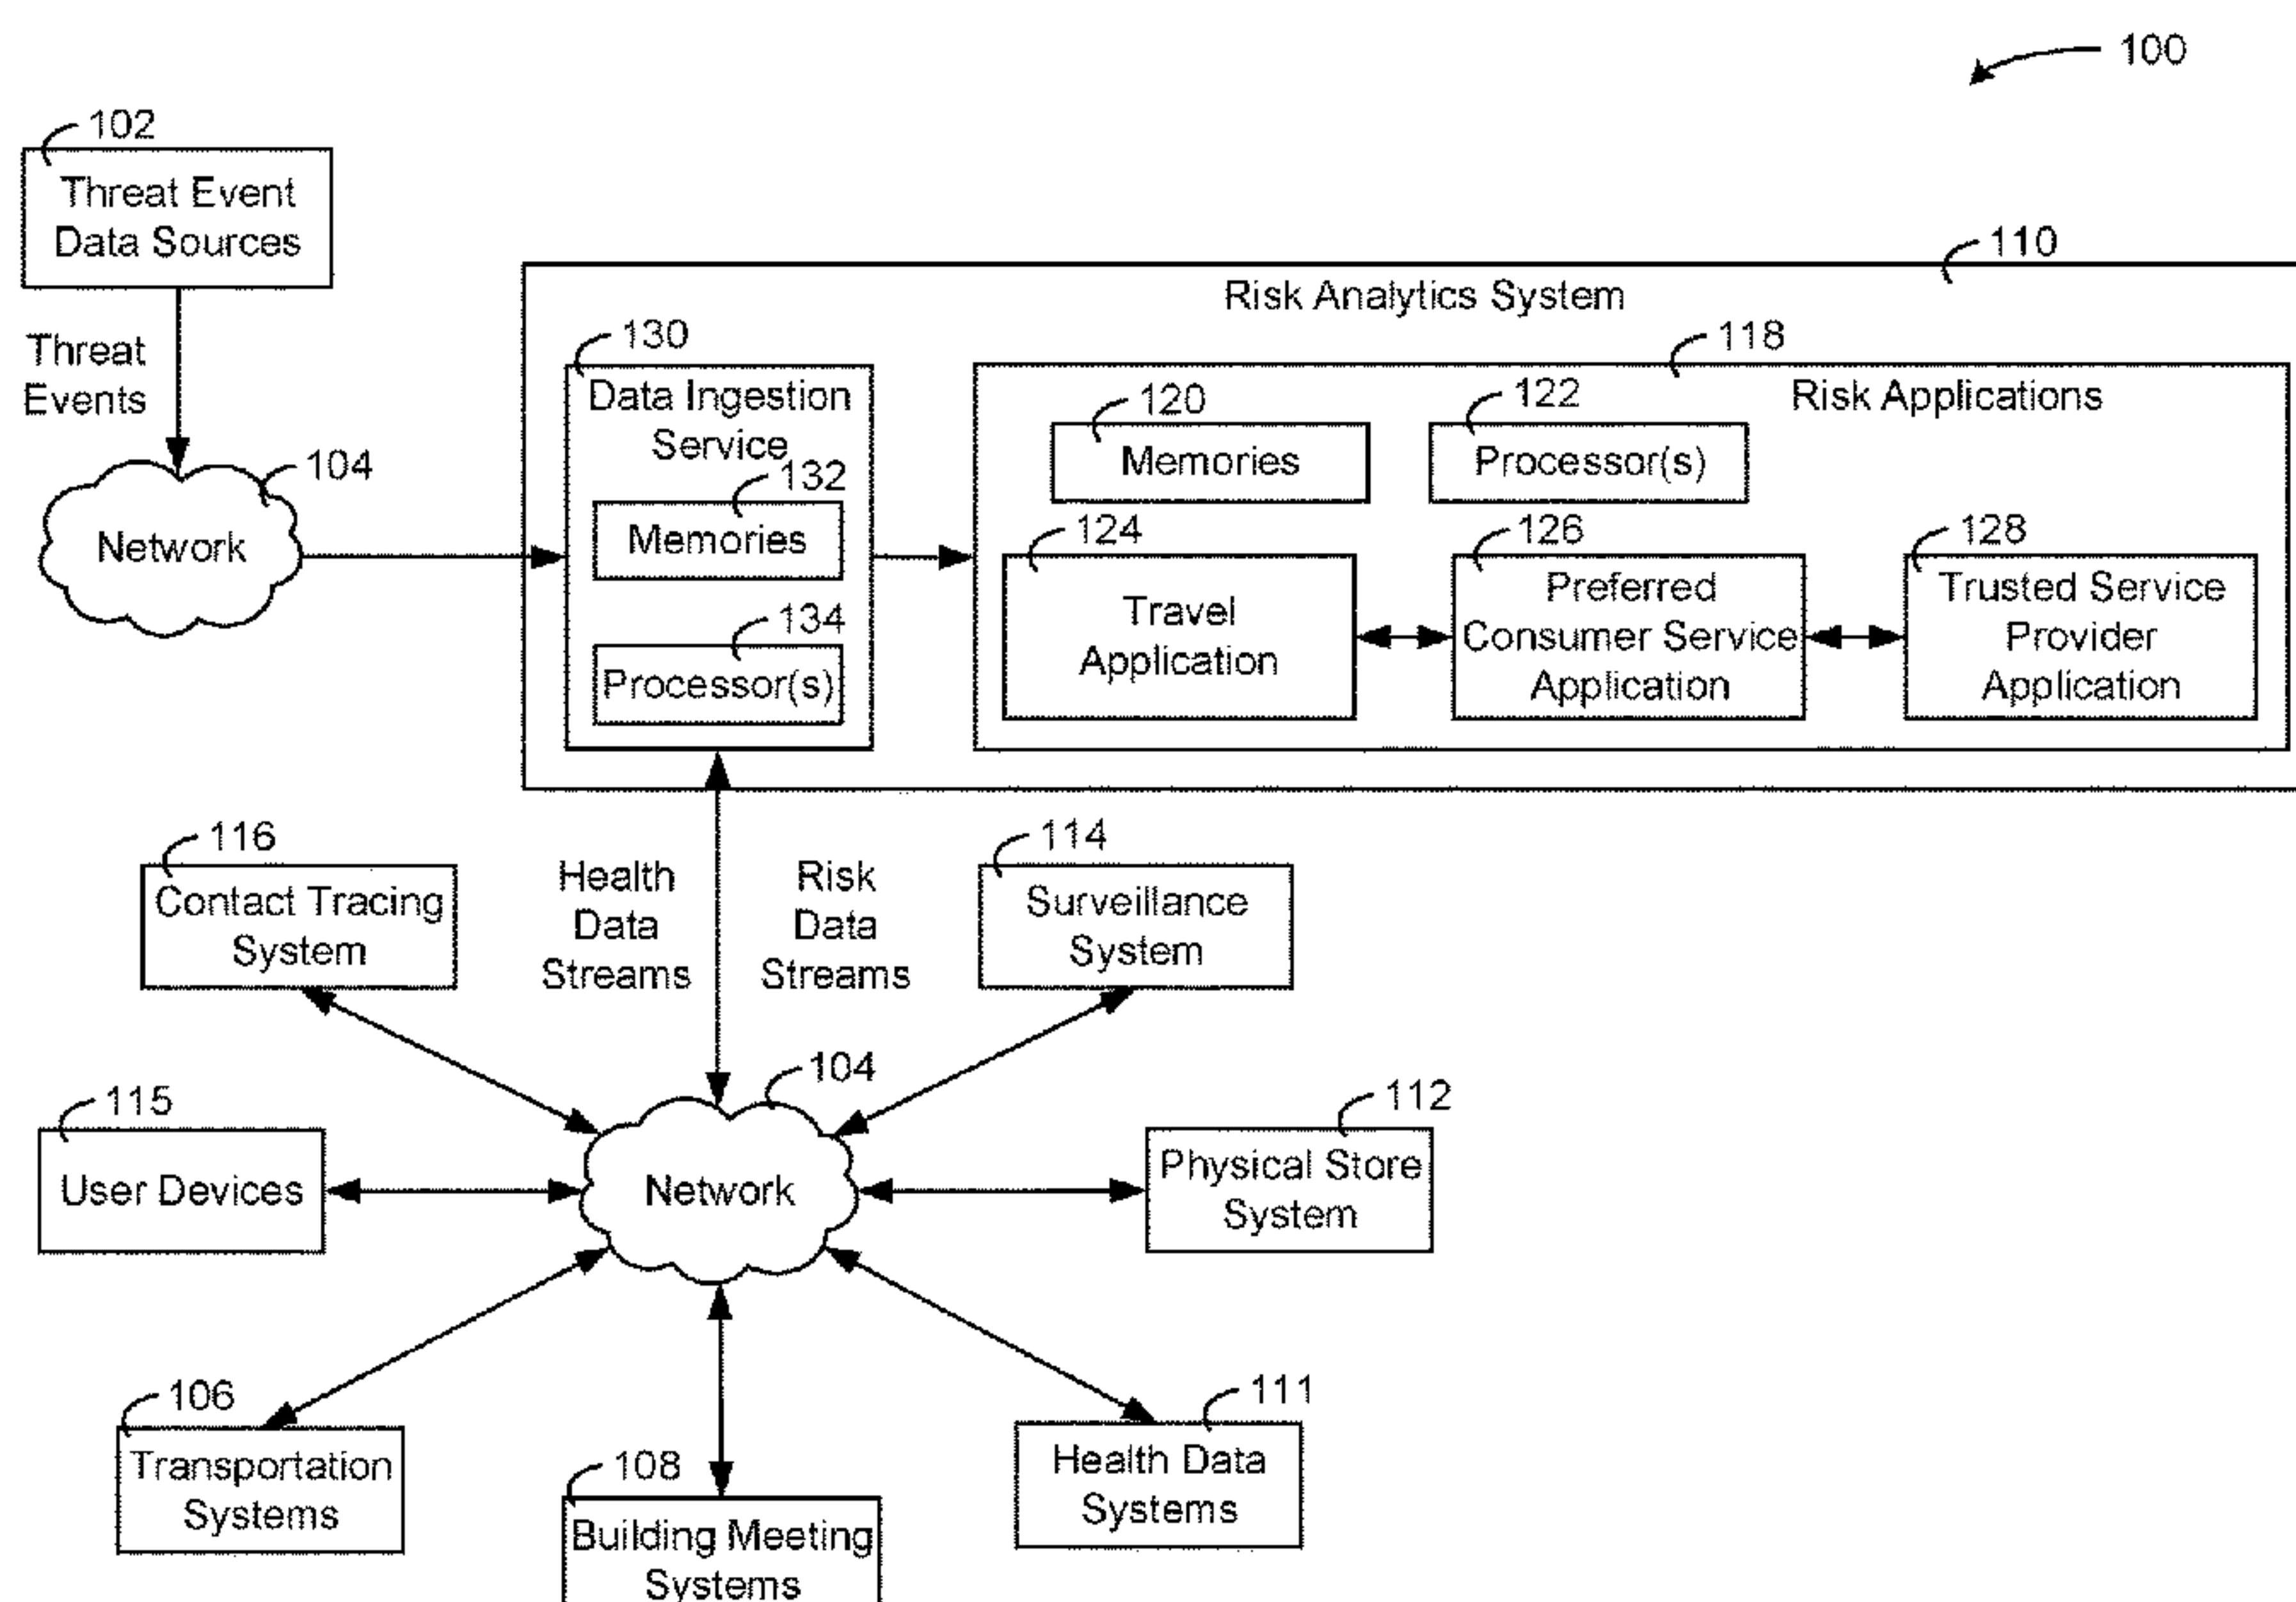 100
102
Threat Event
Data Sources
Threat
Events
104
Network
110
Risk Analytics System
130
Data Ingestion
Service
132
Memories
134
Processor(s)
118
Risk Applications
120
Memories
122
Processor(s)
124
Travel
Application
126
Preferred
Consumer Service
Application
128
Trusted Service
Provider
Application
116
Contact Tracing
System
Health
Data
Streams
Risk
Data
Streams
114
Surveillance
System
115
User Devices
104
Network
112
Physical Store
System
106
Transportation
Systems
108
Building Meeting
Systems
111
Health Data
Systems